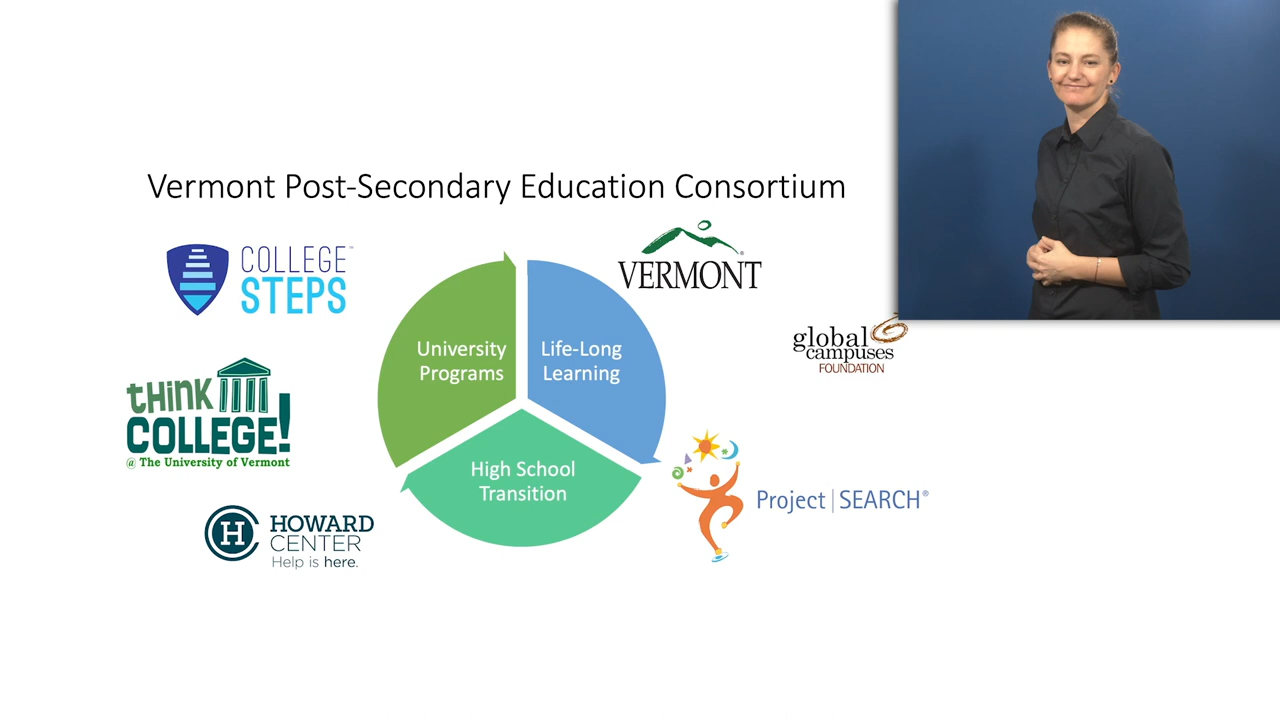 Vermont Post-Secondary Education Consortium
COLLEGE™
STEPS
VERMONT®
global
campuses
FOUNDATION
University
Programs
Life-Long
Learning
tHiNK
COLLEGE!
@ The University of Vermont
High School
Transition
Project | SEARCH®
H
HOWARD
CENTER
Help is here.